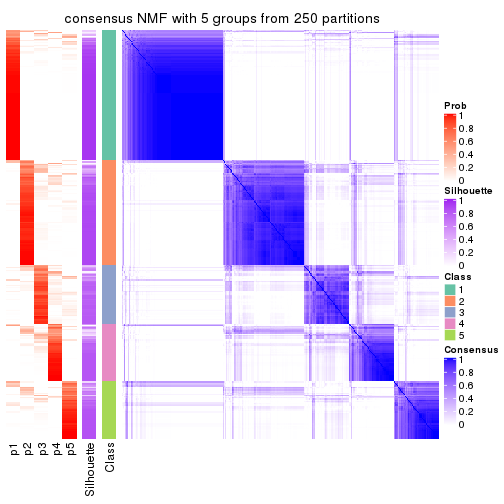 consensus NMF with 5 groups from 250 partitions
Prob
1
0.8
0.6
0.4
0.2
0
Silhouette
1
0.8
0.6
0.4
0.2
0
Class
1
2
3
4
5
Consensus
1
0.8
0.6
0.4
0.2
0
p1
p2
p3
p4
p5
Silhouette
Class